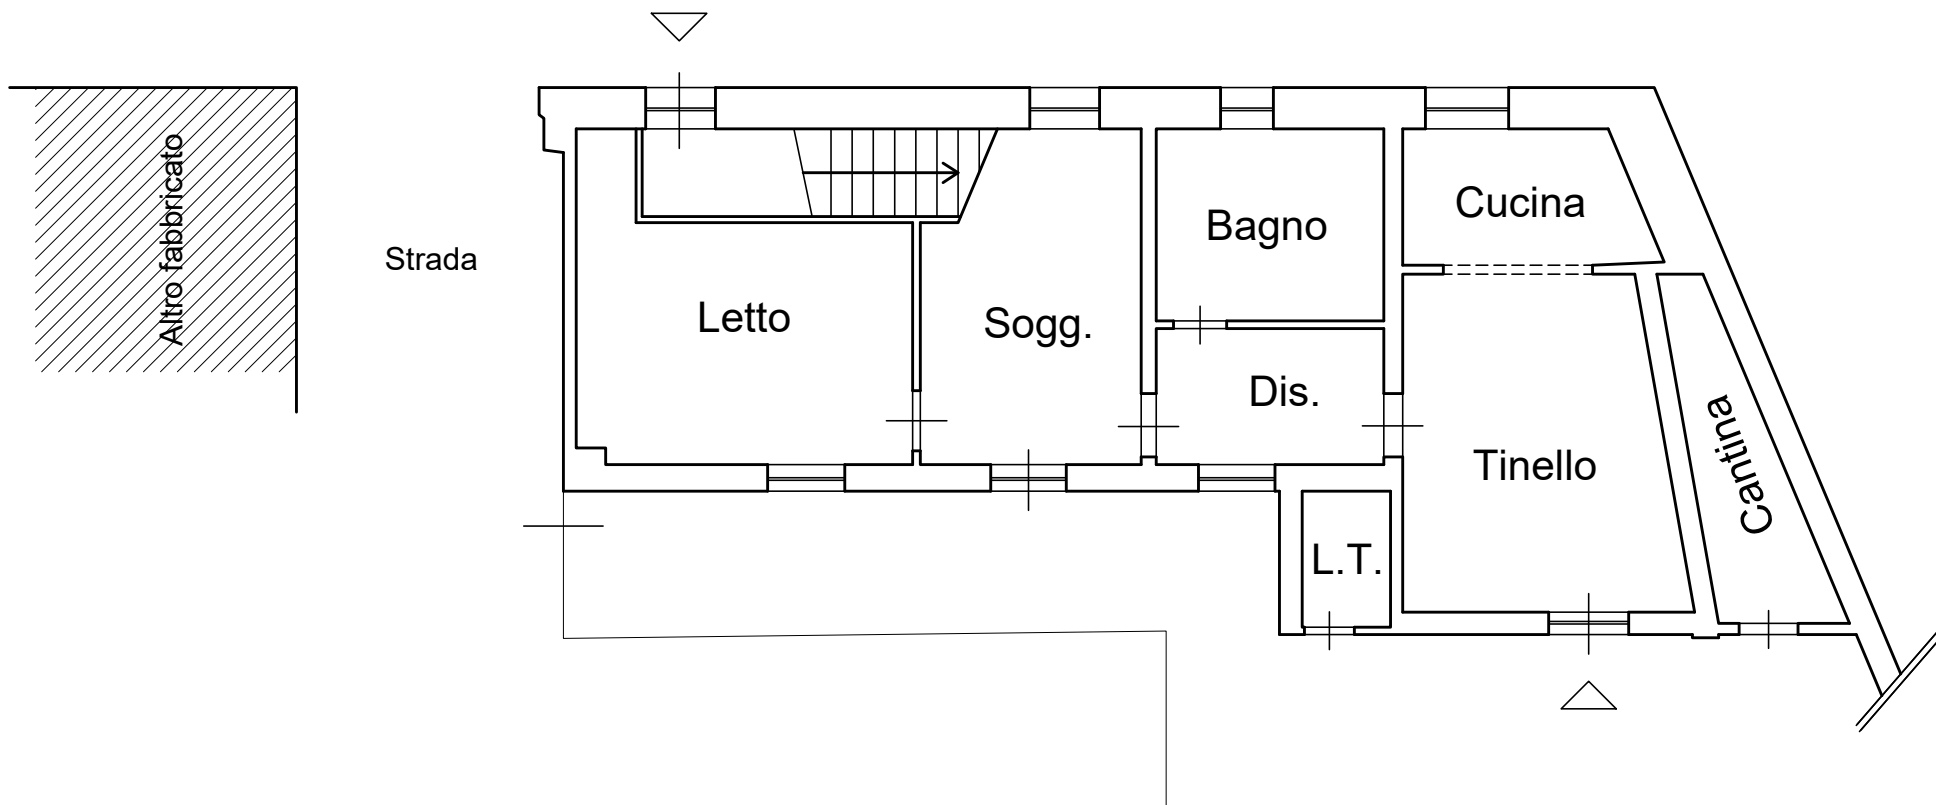 Altro fabbricato
Strada
Letto
Sogg.
Bagno
Dis.
Cucina
Tinello
Cantina
L.T.